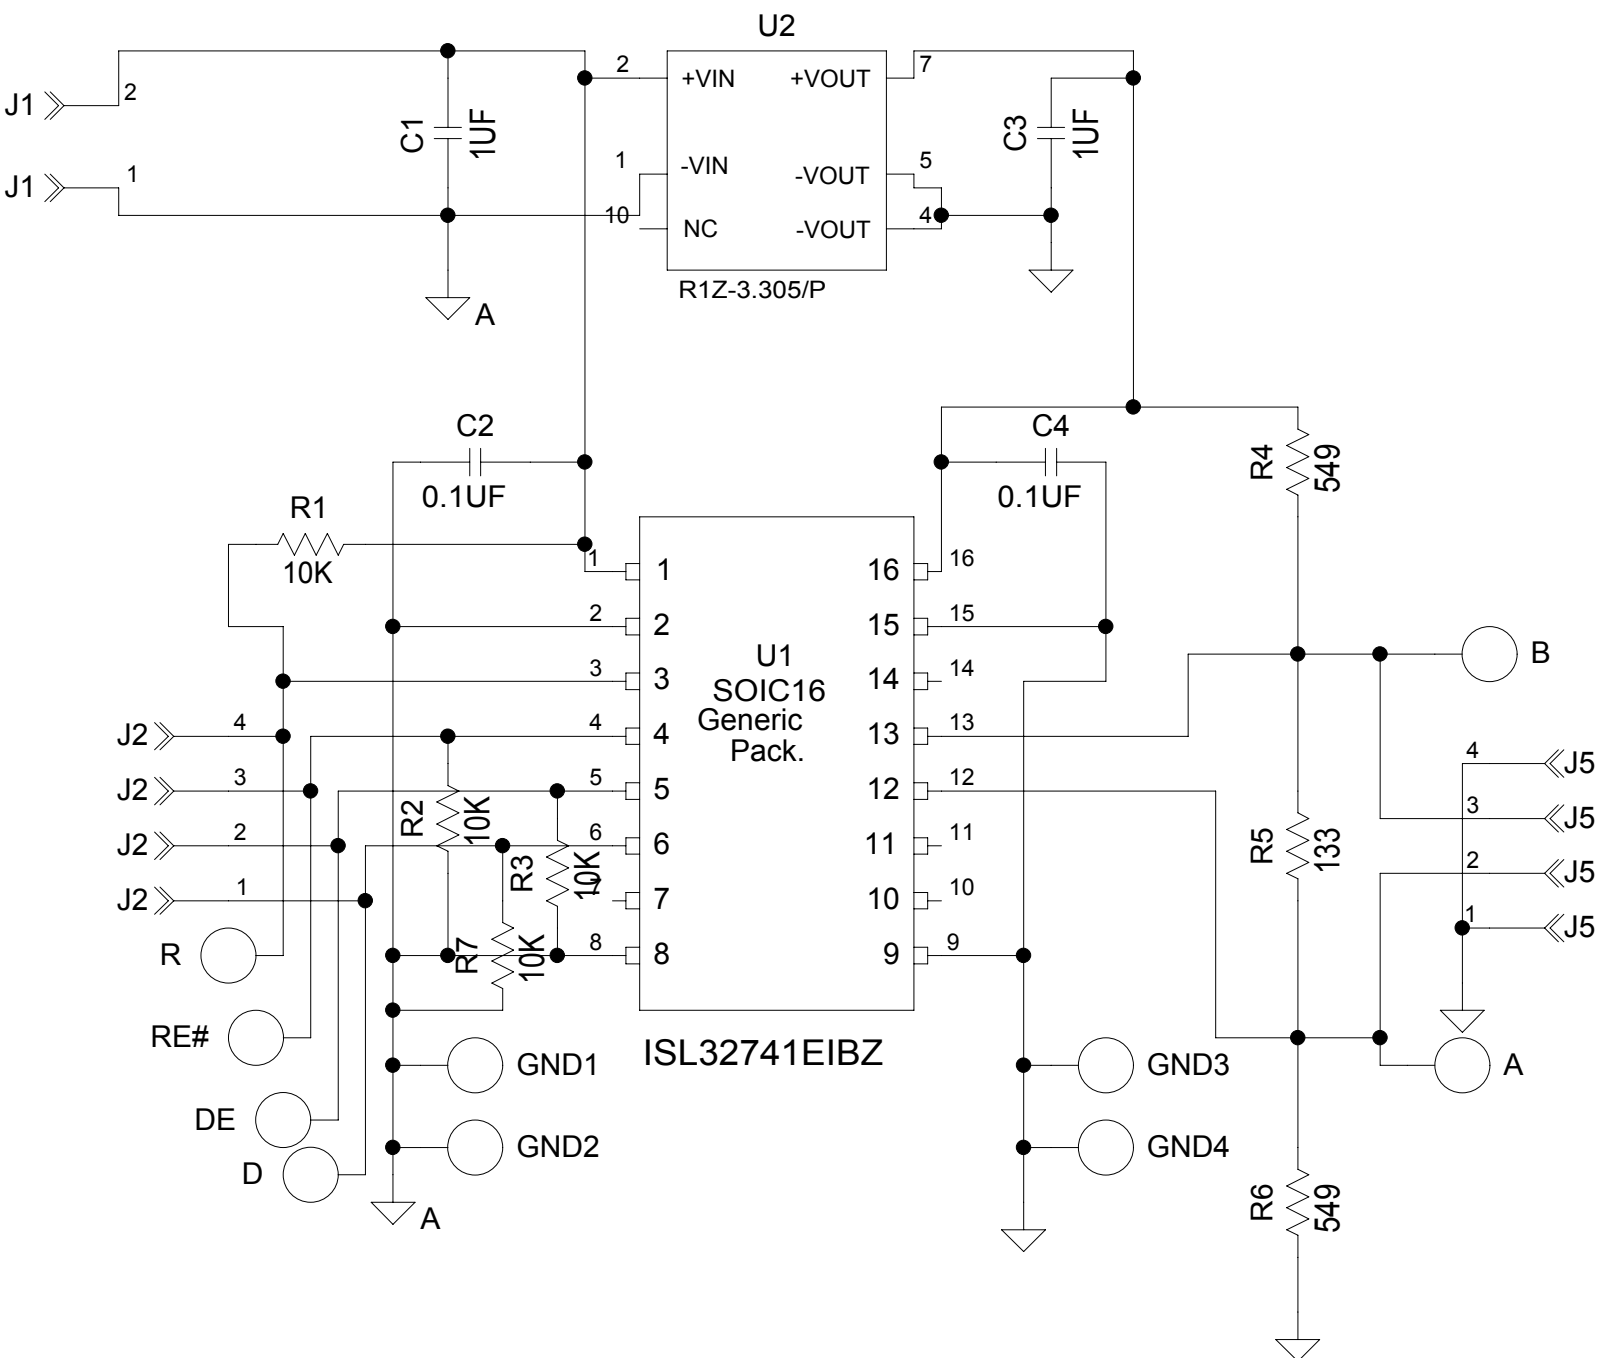 U2
J1 2
C1 1UF
2 +VIN +VOUT 7
C3 1UF
J1 1
1 -VIN -VOUT 5
10 NC -VOUT 4
R1Z-3.305/P
A
C2
0.1UF
C4
0.1UF
R4 549
R1
10K
1 1 16 16
2 2 15 15
U1
SOIC16
Generic
Pack.
3 3 14 14
B
J2 4
4 4 13 13
4 J5
J2 3
5 5 12 12
3 J5
R2 10K
J2 2
6 6 11 11
R3 10K
R5 133
2 J5
J2 1
7 7 10 10
1 J5
R
R7 10K
8 8 9 9
RE#
ISL32741EIBZ
GND1
GND3
A
DE
GND2
GND4
D
A
R6 549